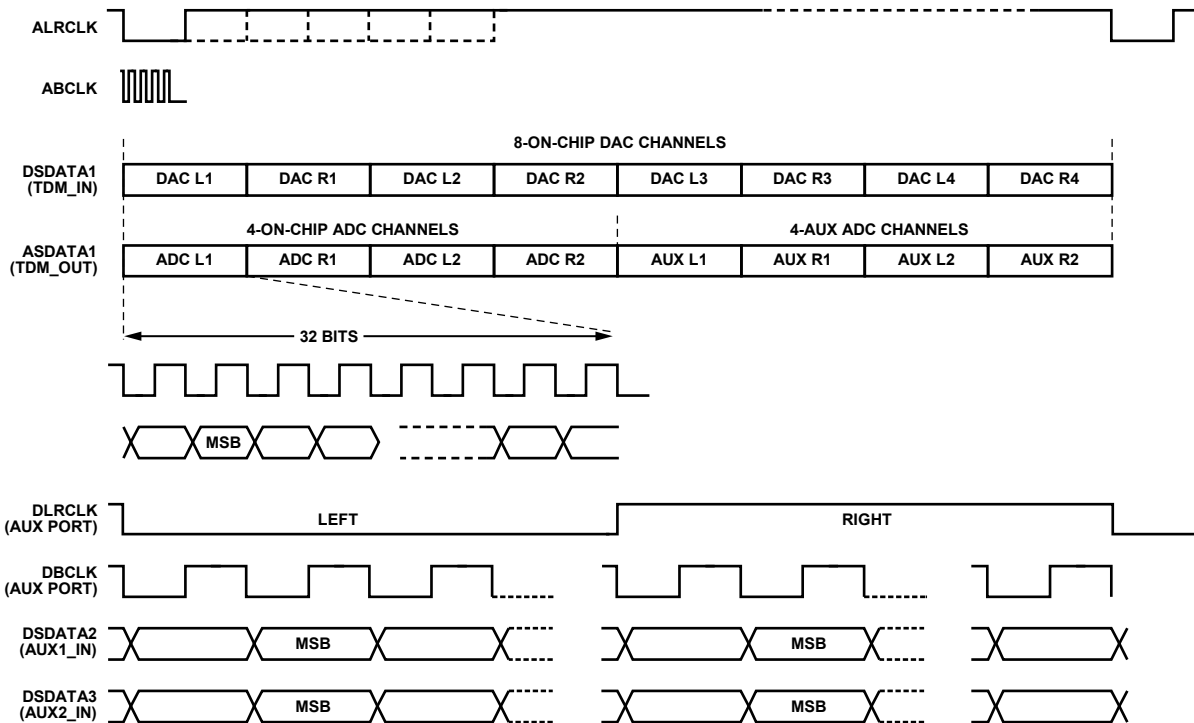 ALRCLK
ABCLK
8-ON-CHIP DAC CHANNELS
DSDATA1
(TDM_IN)
DAC L1 DAC R1 DAC L2 DAC R2 DAC L3 DAC R3 DAC L4 DAC R4
4-ON-CHIP ADC CHANNELS 4-AUX ADC CHANNELS
ASDATA1
(TDM_OUT)
ADC L1 ADC R1 ADC L2 ADC R2 AUX L1 AUX R1 AUX L2 AUX R2
32 BITS
MSB
DLRCLK
(AUX PORT)
LEFT RIGHT
DBCLK
(AUX PORT)
DSDATA2
(AUX1_IN)
MSB MSB
DSDATA3
(AUX2_IN)
MSB MSB